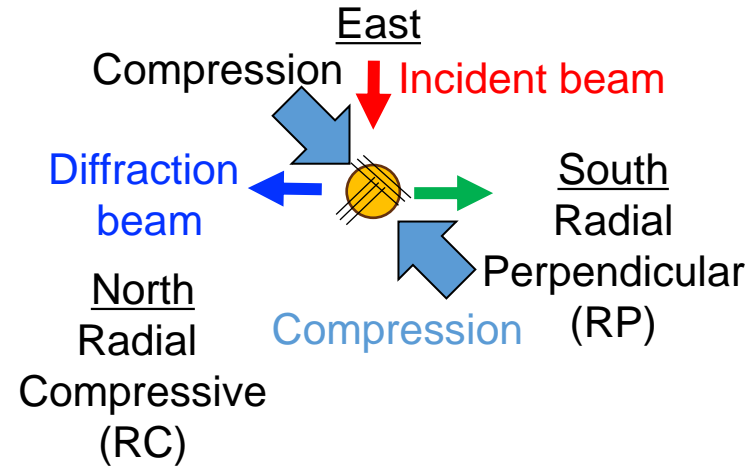 East
Compression
Incident beam
Diffraction
beam
South
Radial
Perpendicular
(RP)
North
Radial
Compressive
(RC)
Compression